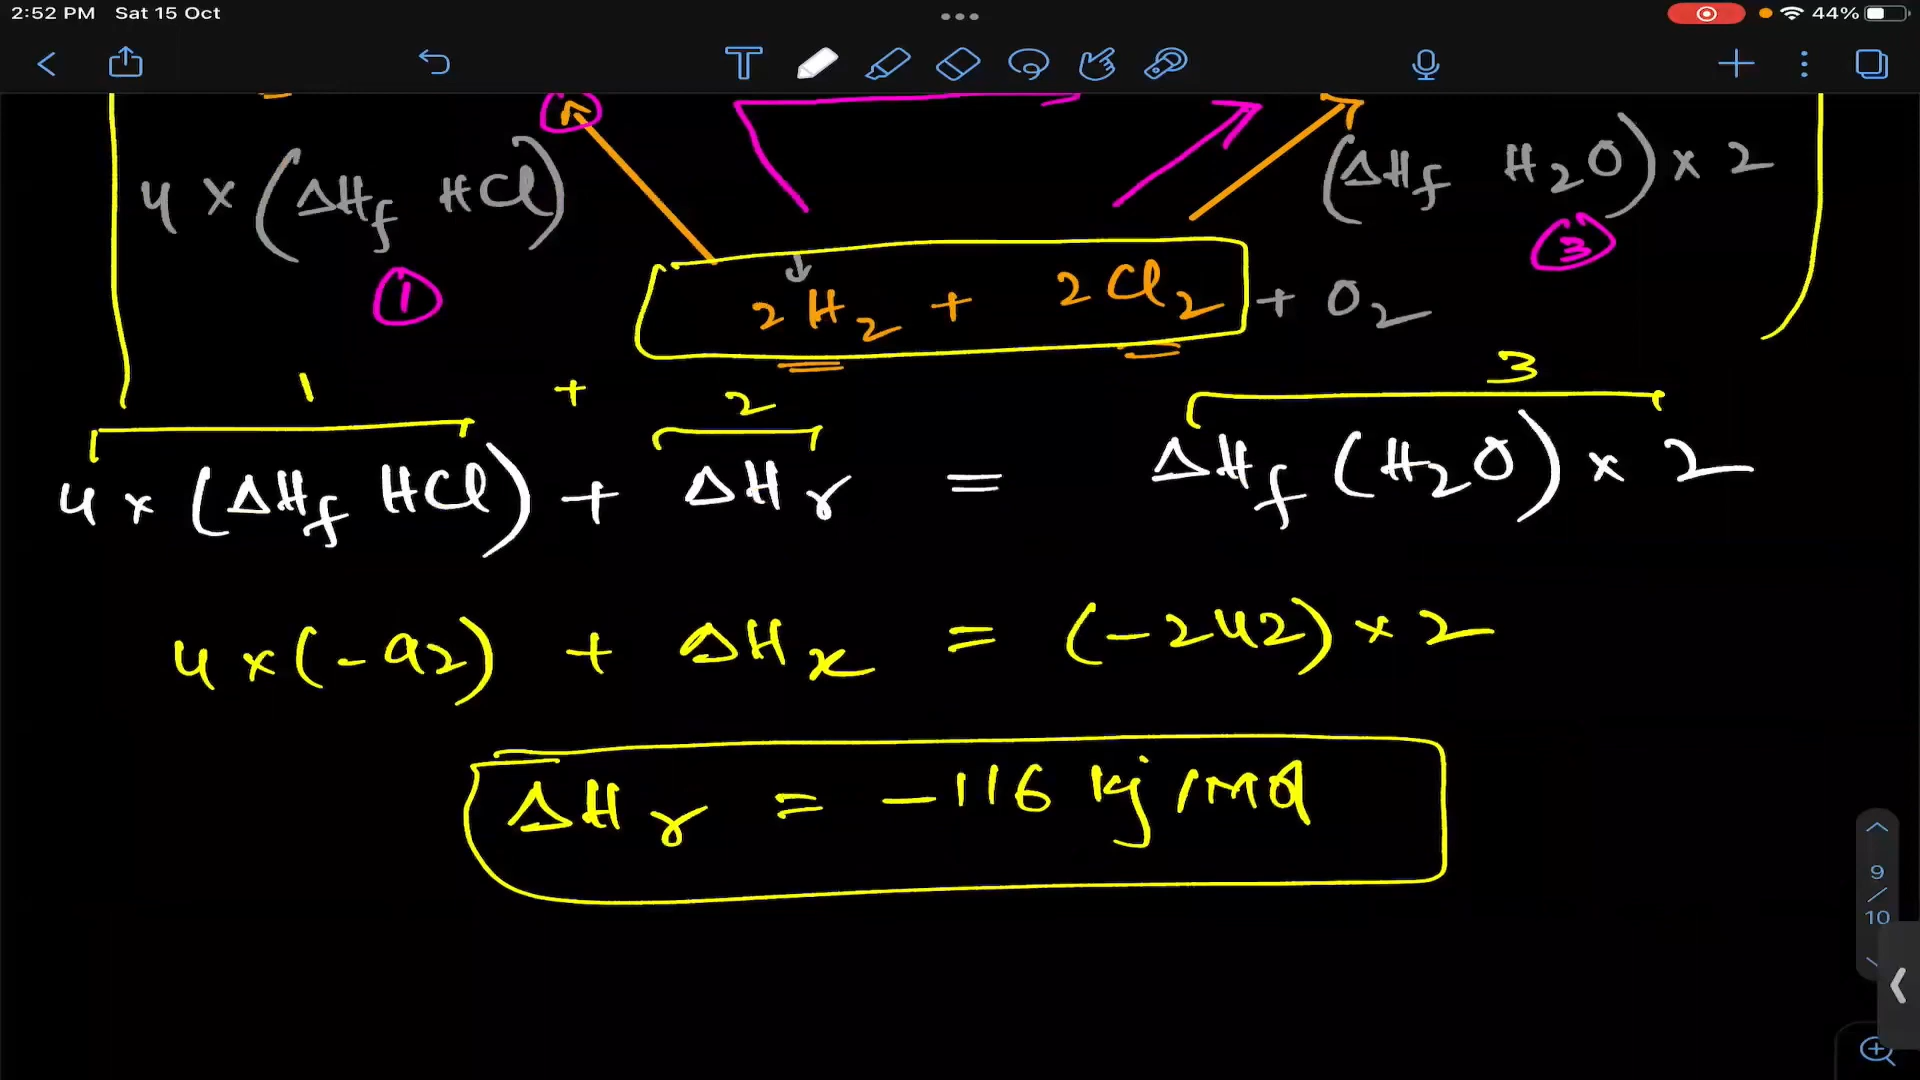 2:52 PM Sat 15 Oct
44%
4 × (ΔHf HCl)
(ΔHf H2O) × 2
1
3
2H2 + 2Cl2 + O2
1 + 2 3
4 × (ΔHf HCl) + ΔHr = ΔHf (H2O) × 2
4 × (-92) + ΔHr = (-242) × 2
ΔHr = -116 kj/mol
9
/
10